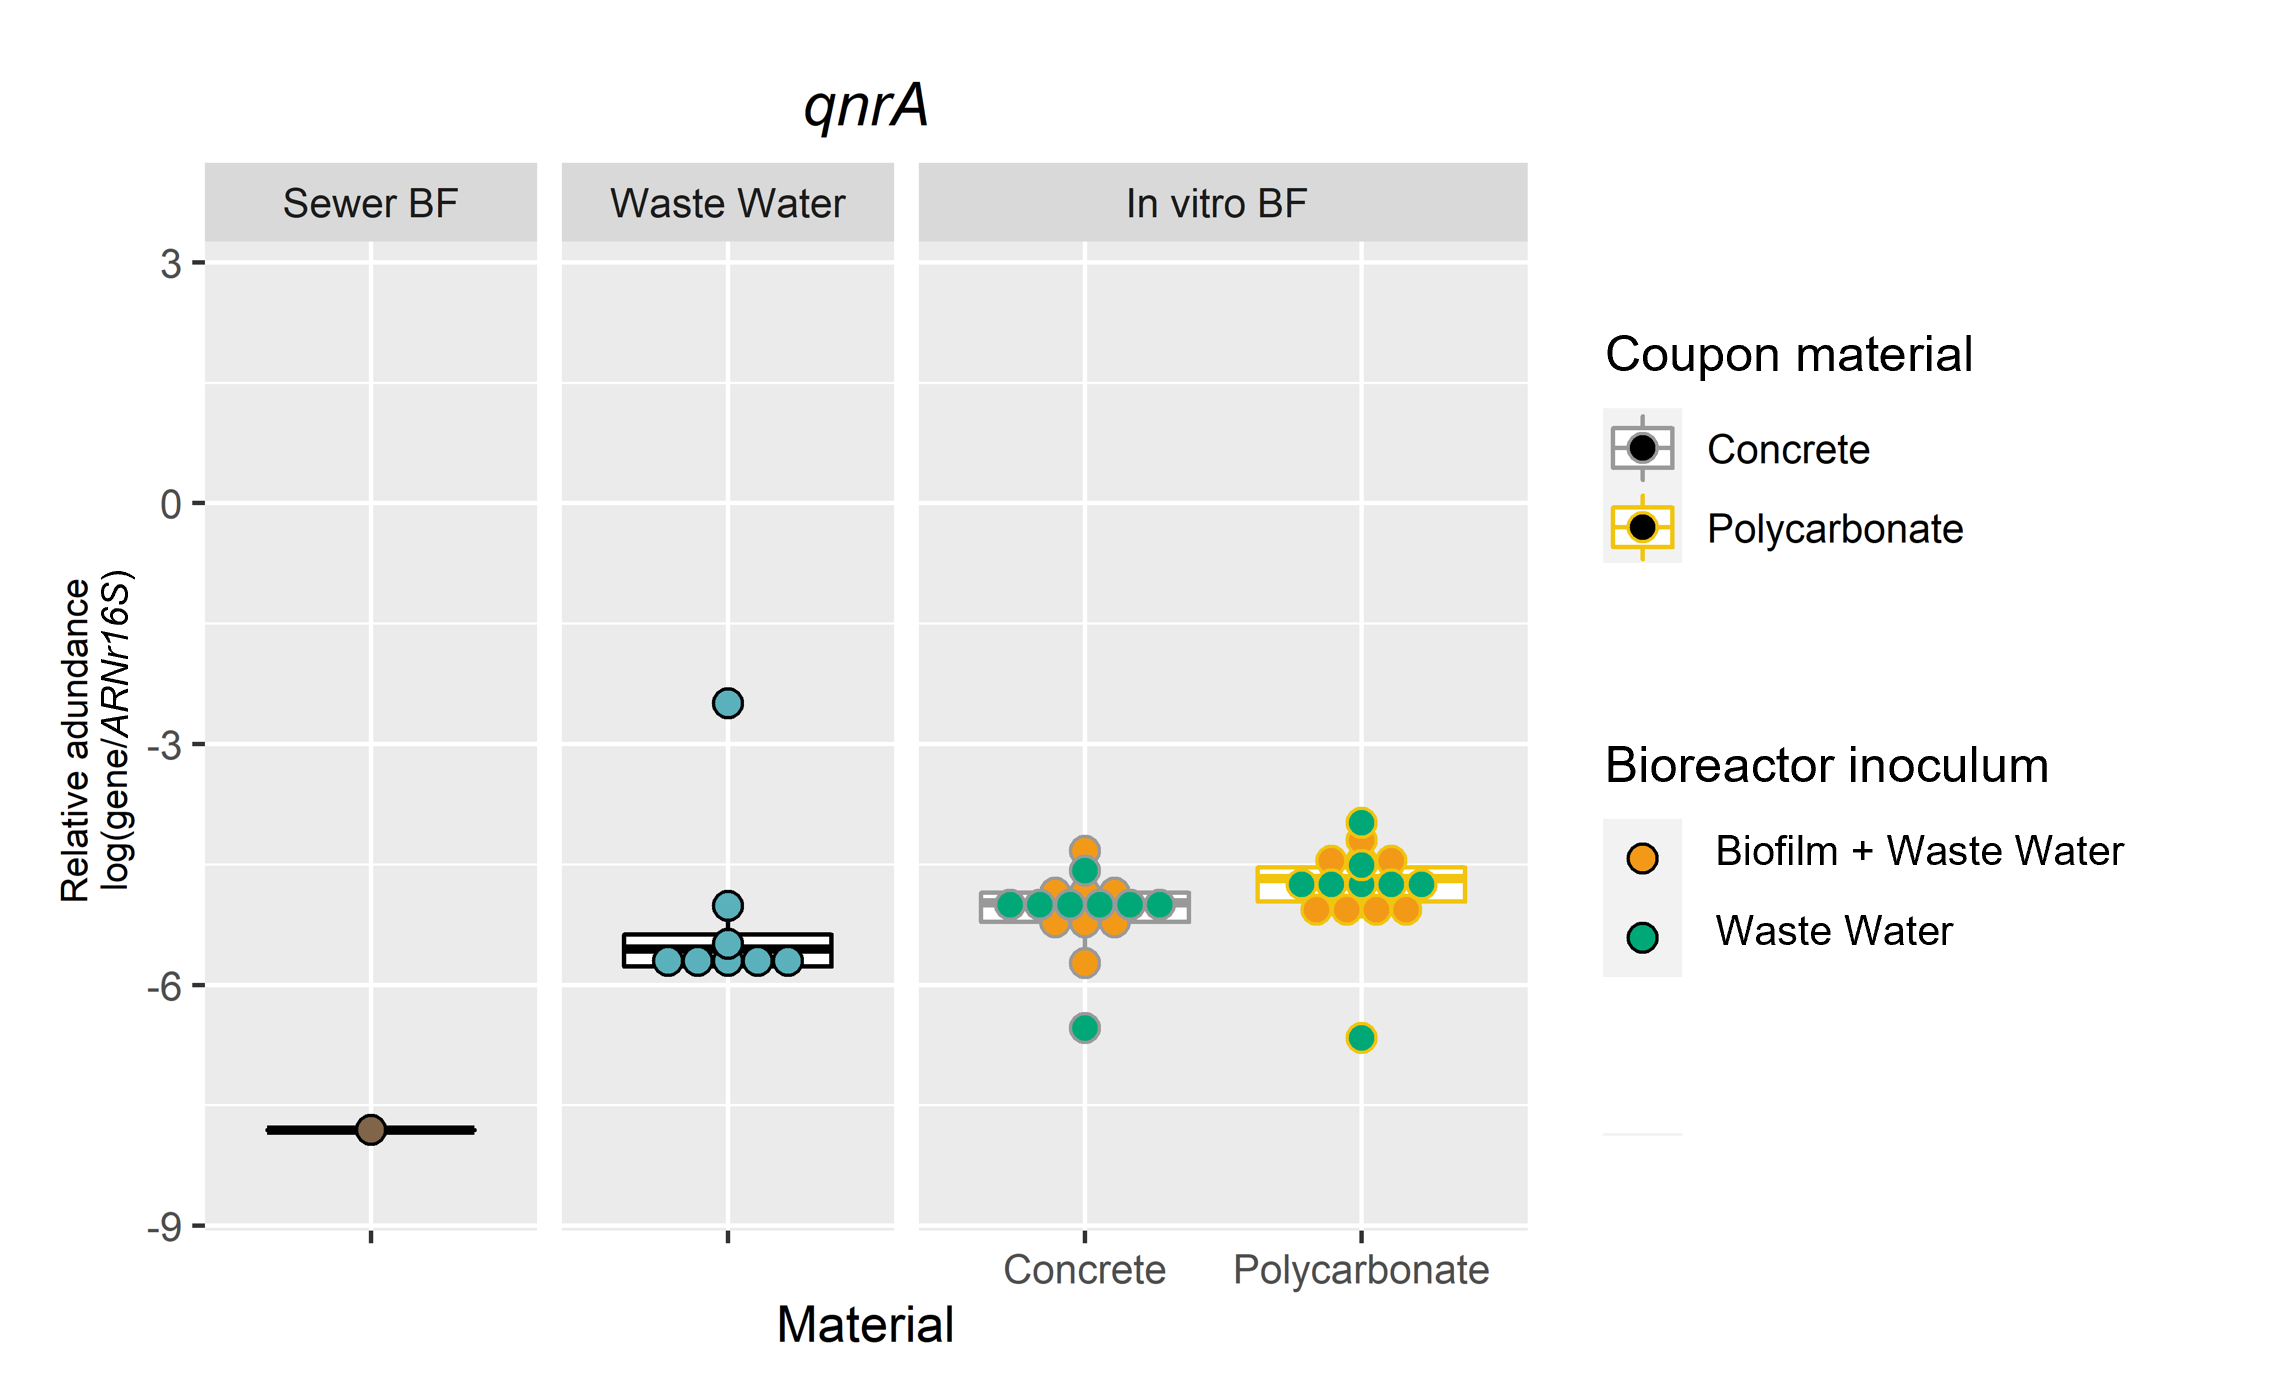 qnrA
Sewer BF
Waste Water
In vitro BF
3
0
-3
-6
-9
Relative adundance
log(gene/ARNr16S)
Concrete
Polycarbonate
Material
Coupon material
Concrete
Polycarbonate
Bioreactor inoculum
Biofilm + Waste Water
Waste Water